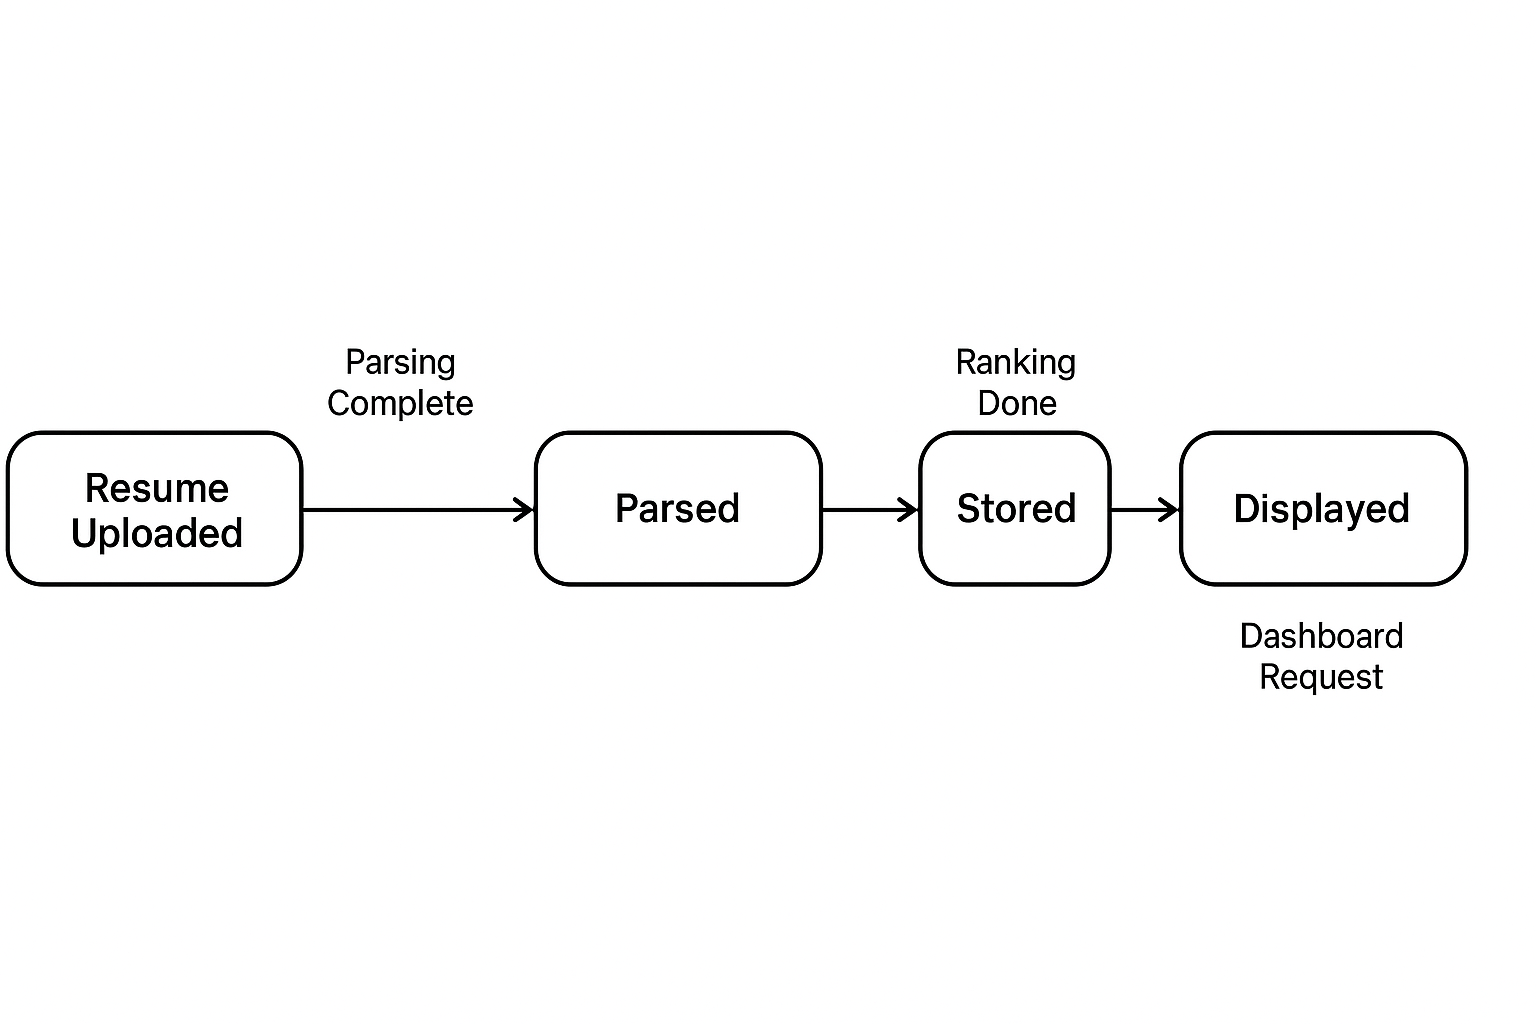 Parsing
Complete
Ranking
Done
Resume
Uploaded
Parsed
Stored
Displayed
Dashboard
Request